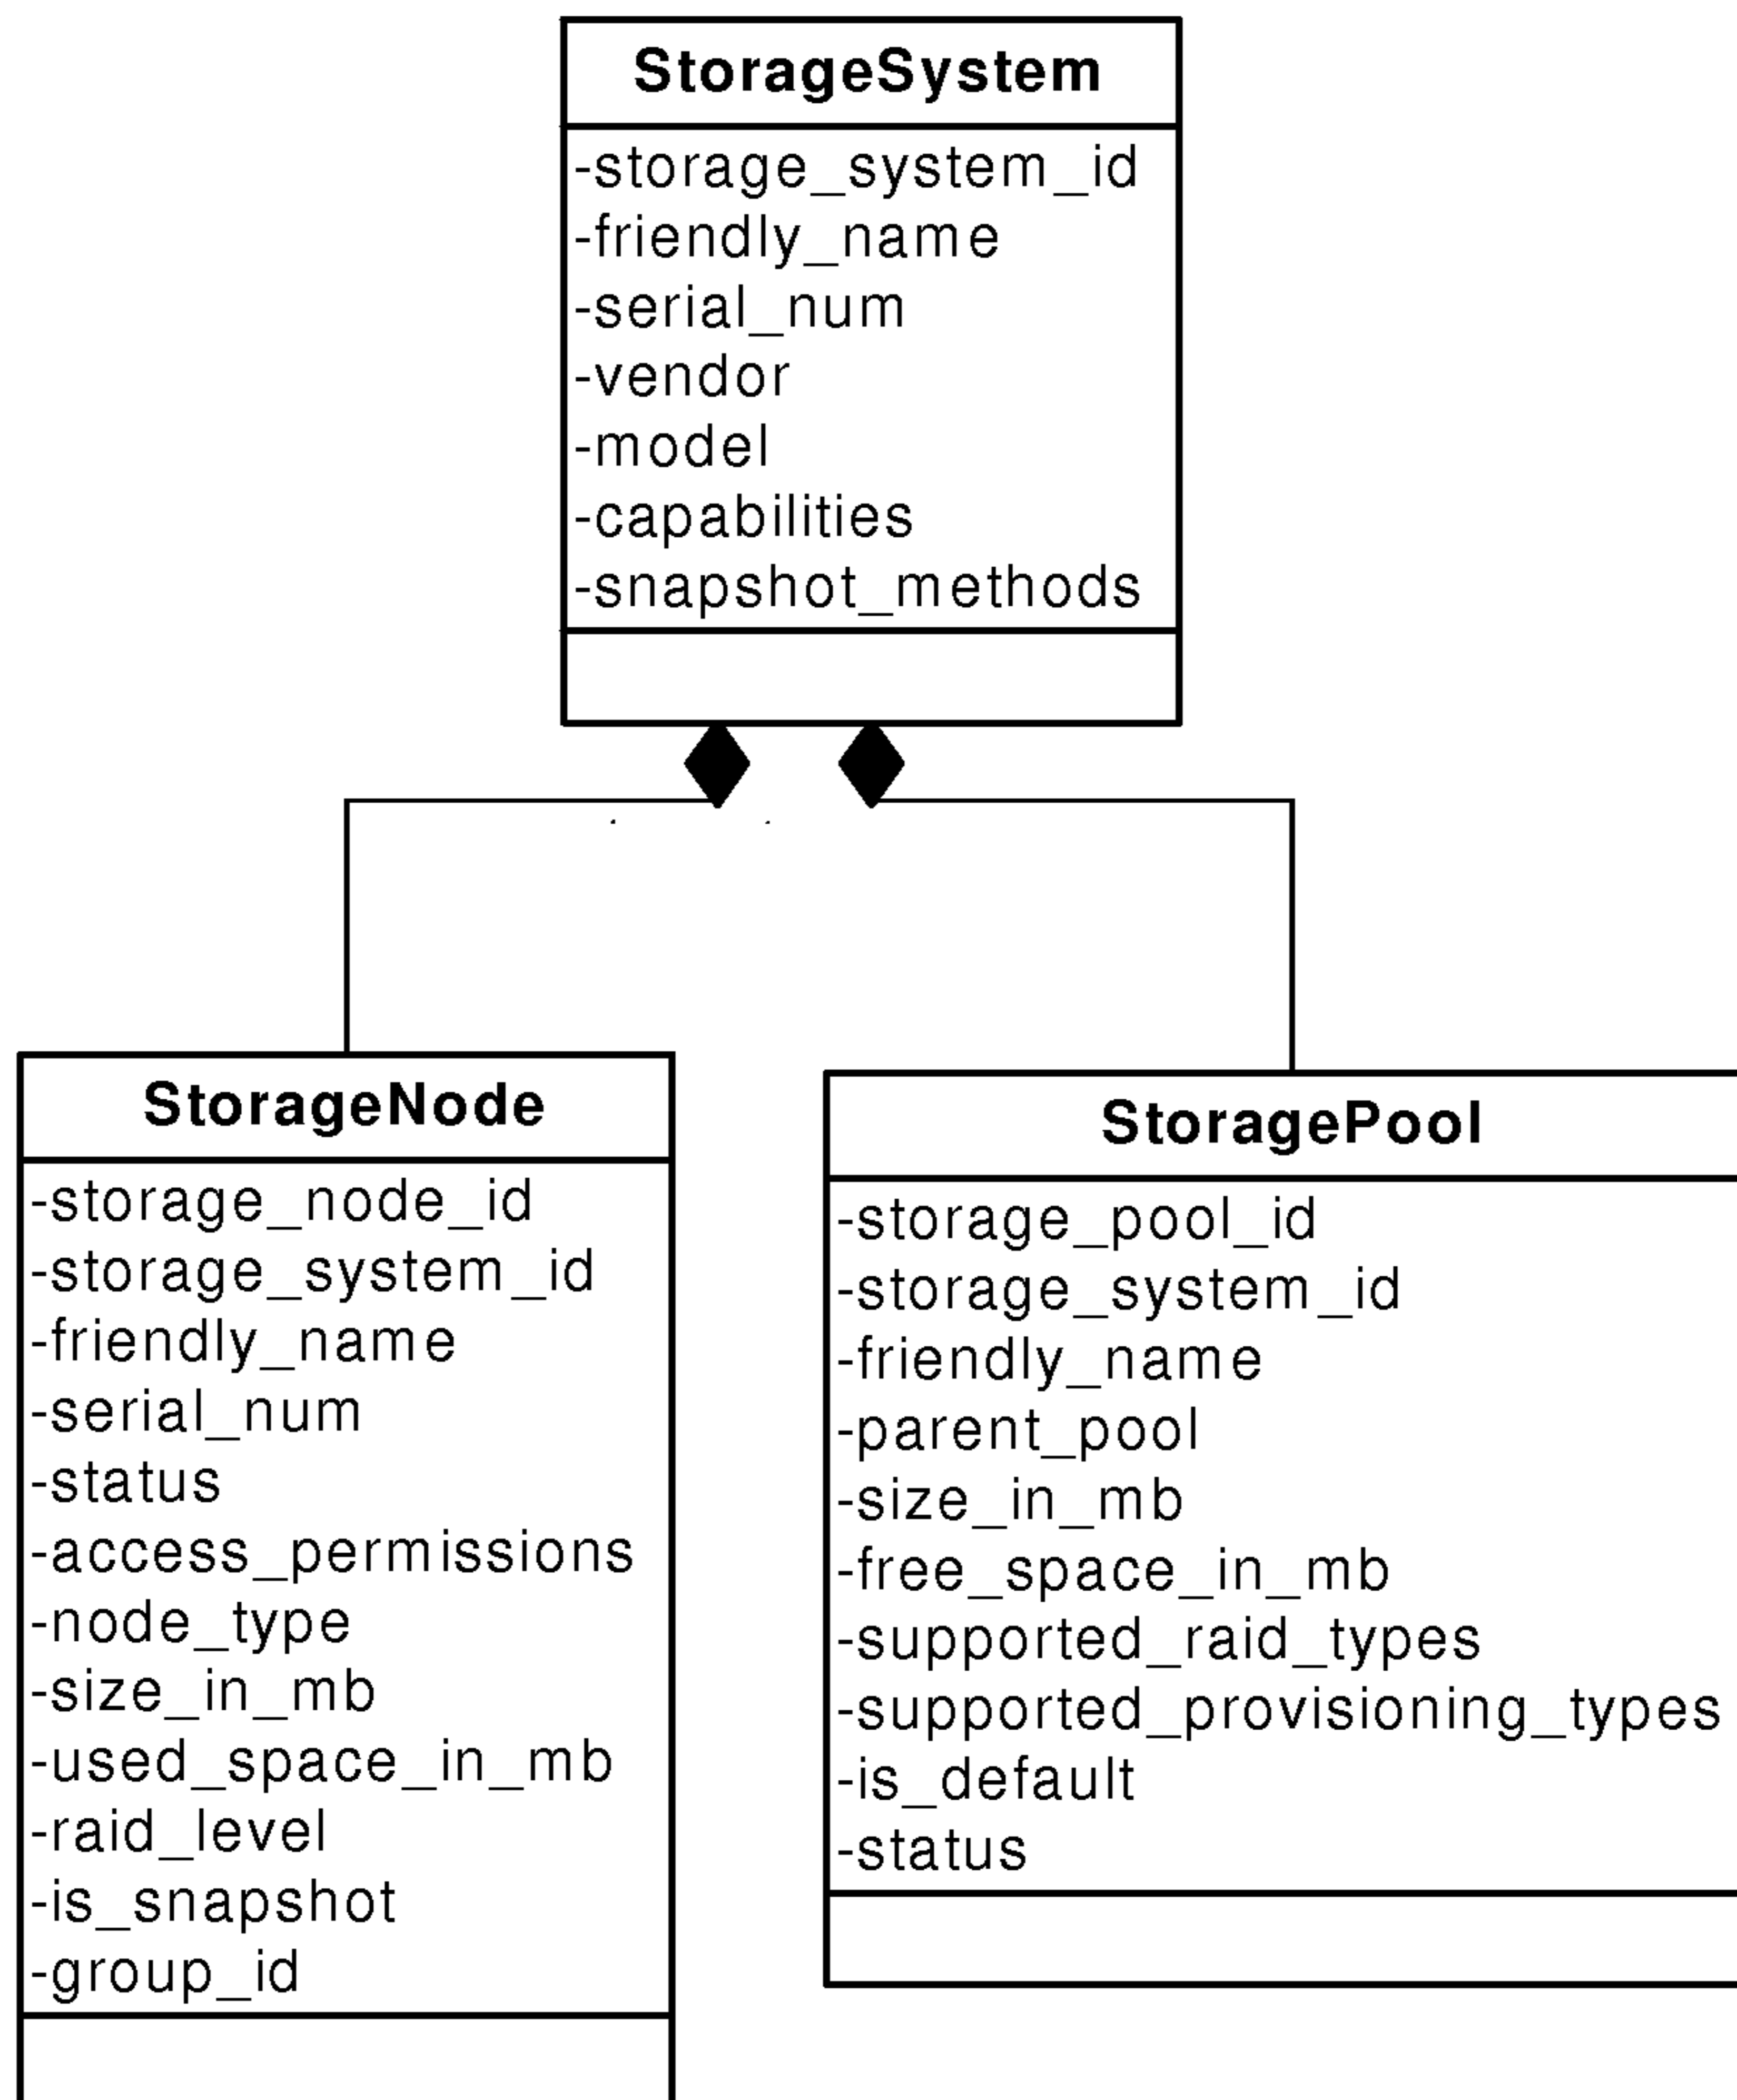 StorageSystem
-storage_system_id
-friendly_name
-serial_num
-vendor
-model
-capabilities
-snapshot_methods
StorageNode
-storage_node_id
-storage_system_id
-friendly_name
-serial_num
-status
-access_permissions
-node_type
-size_in_mb
-used_space_in_mb
-raid_level
-is_snapshot
-group_id
StoragePool
-storage_pool_id
-storage_system_id
-friendly_name
-parent_pool
-size_in_mb
-free_space_in_mb
-supported_raid_types
-supported_provisioning_types
-is_default
-status